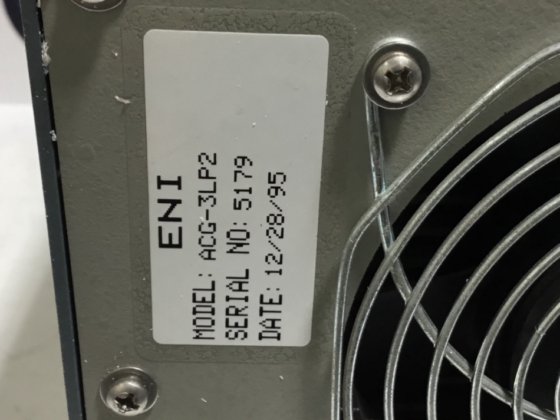 ENI
MODEL: ACG-3LP2
SERIAL NO: 5179
DATE: 12/28/95